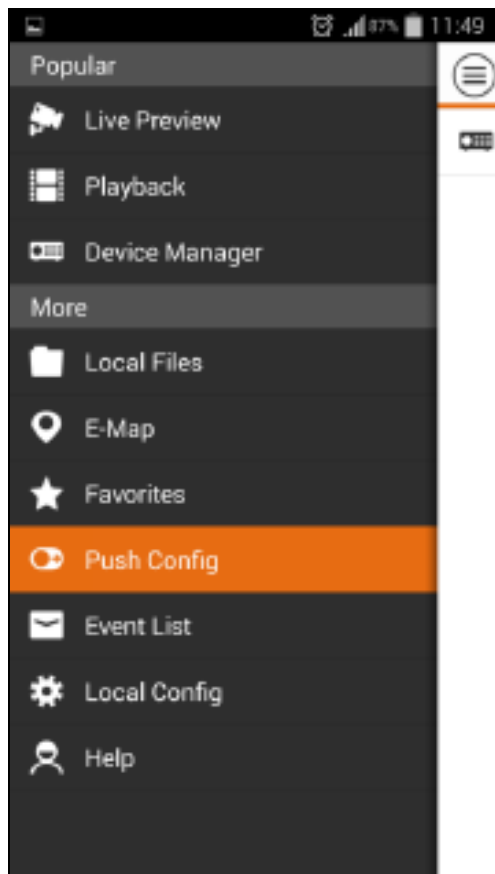 87% 11:49
Popular
Live Preview
Playback
Device Manager
More
Local Files
E-Map
Favorites
Push Config
Event List
Local Config
Help